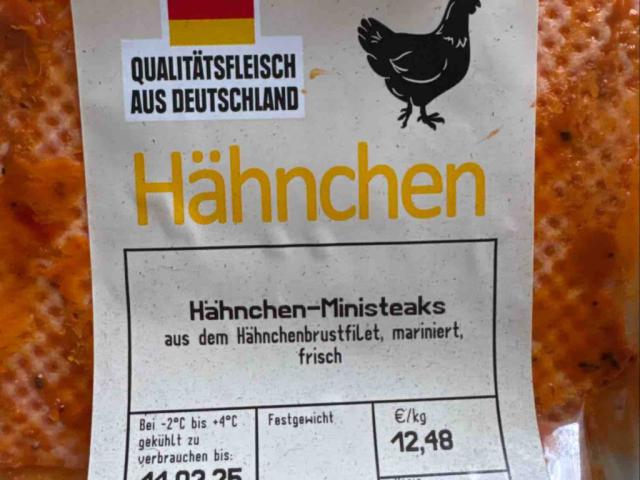 QUALITÄTSFLEISCH
AUS DEUTSCHLAND
Hähnchen
Hähnchen-Ministeaks
aus dem Hähnchenbrustfilet, mariniert,
frisch
Bei -2°C bis +4°C
gekühlt zu
verbrauchen bis:
Festgewicht
€/kg
12,48